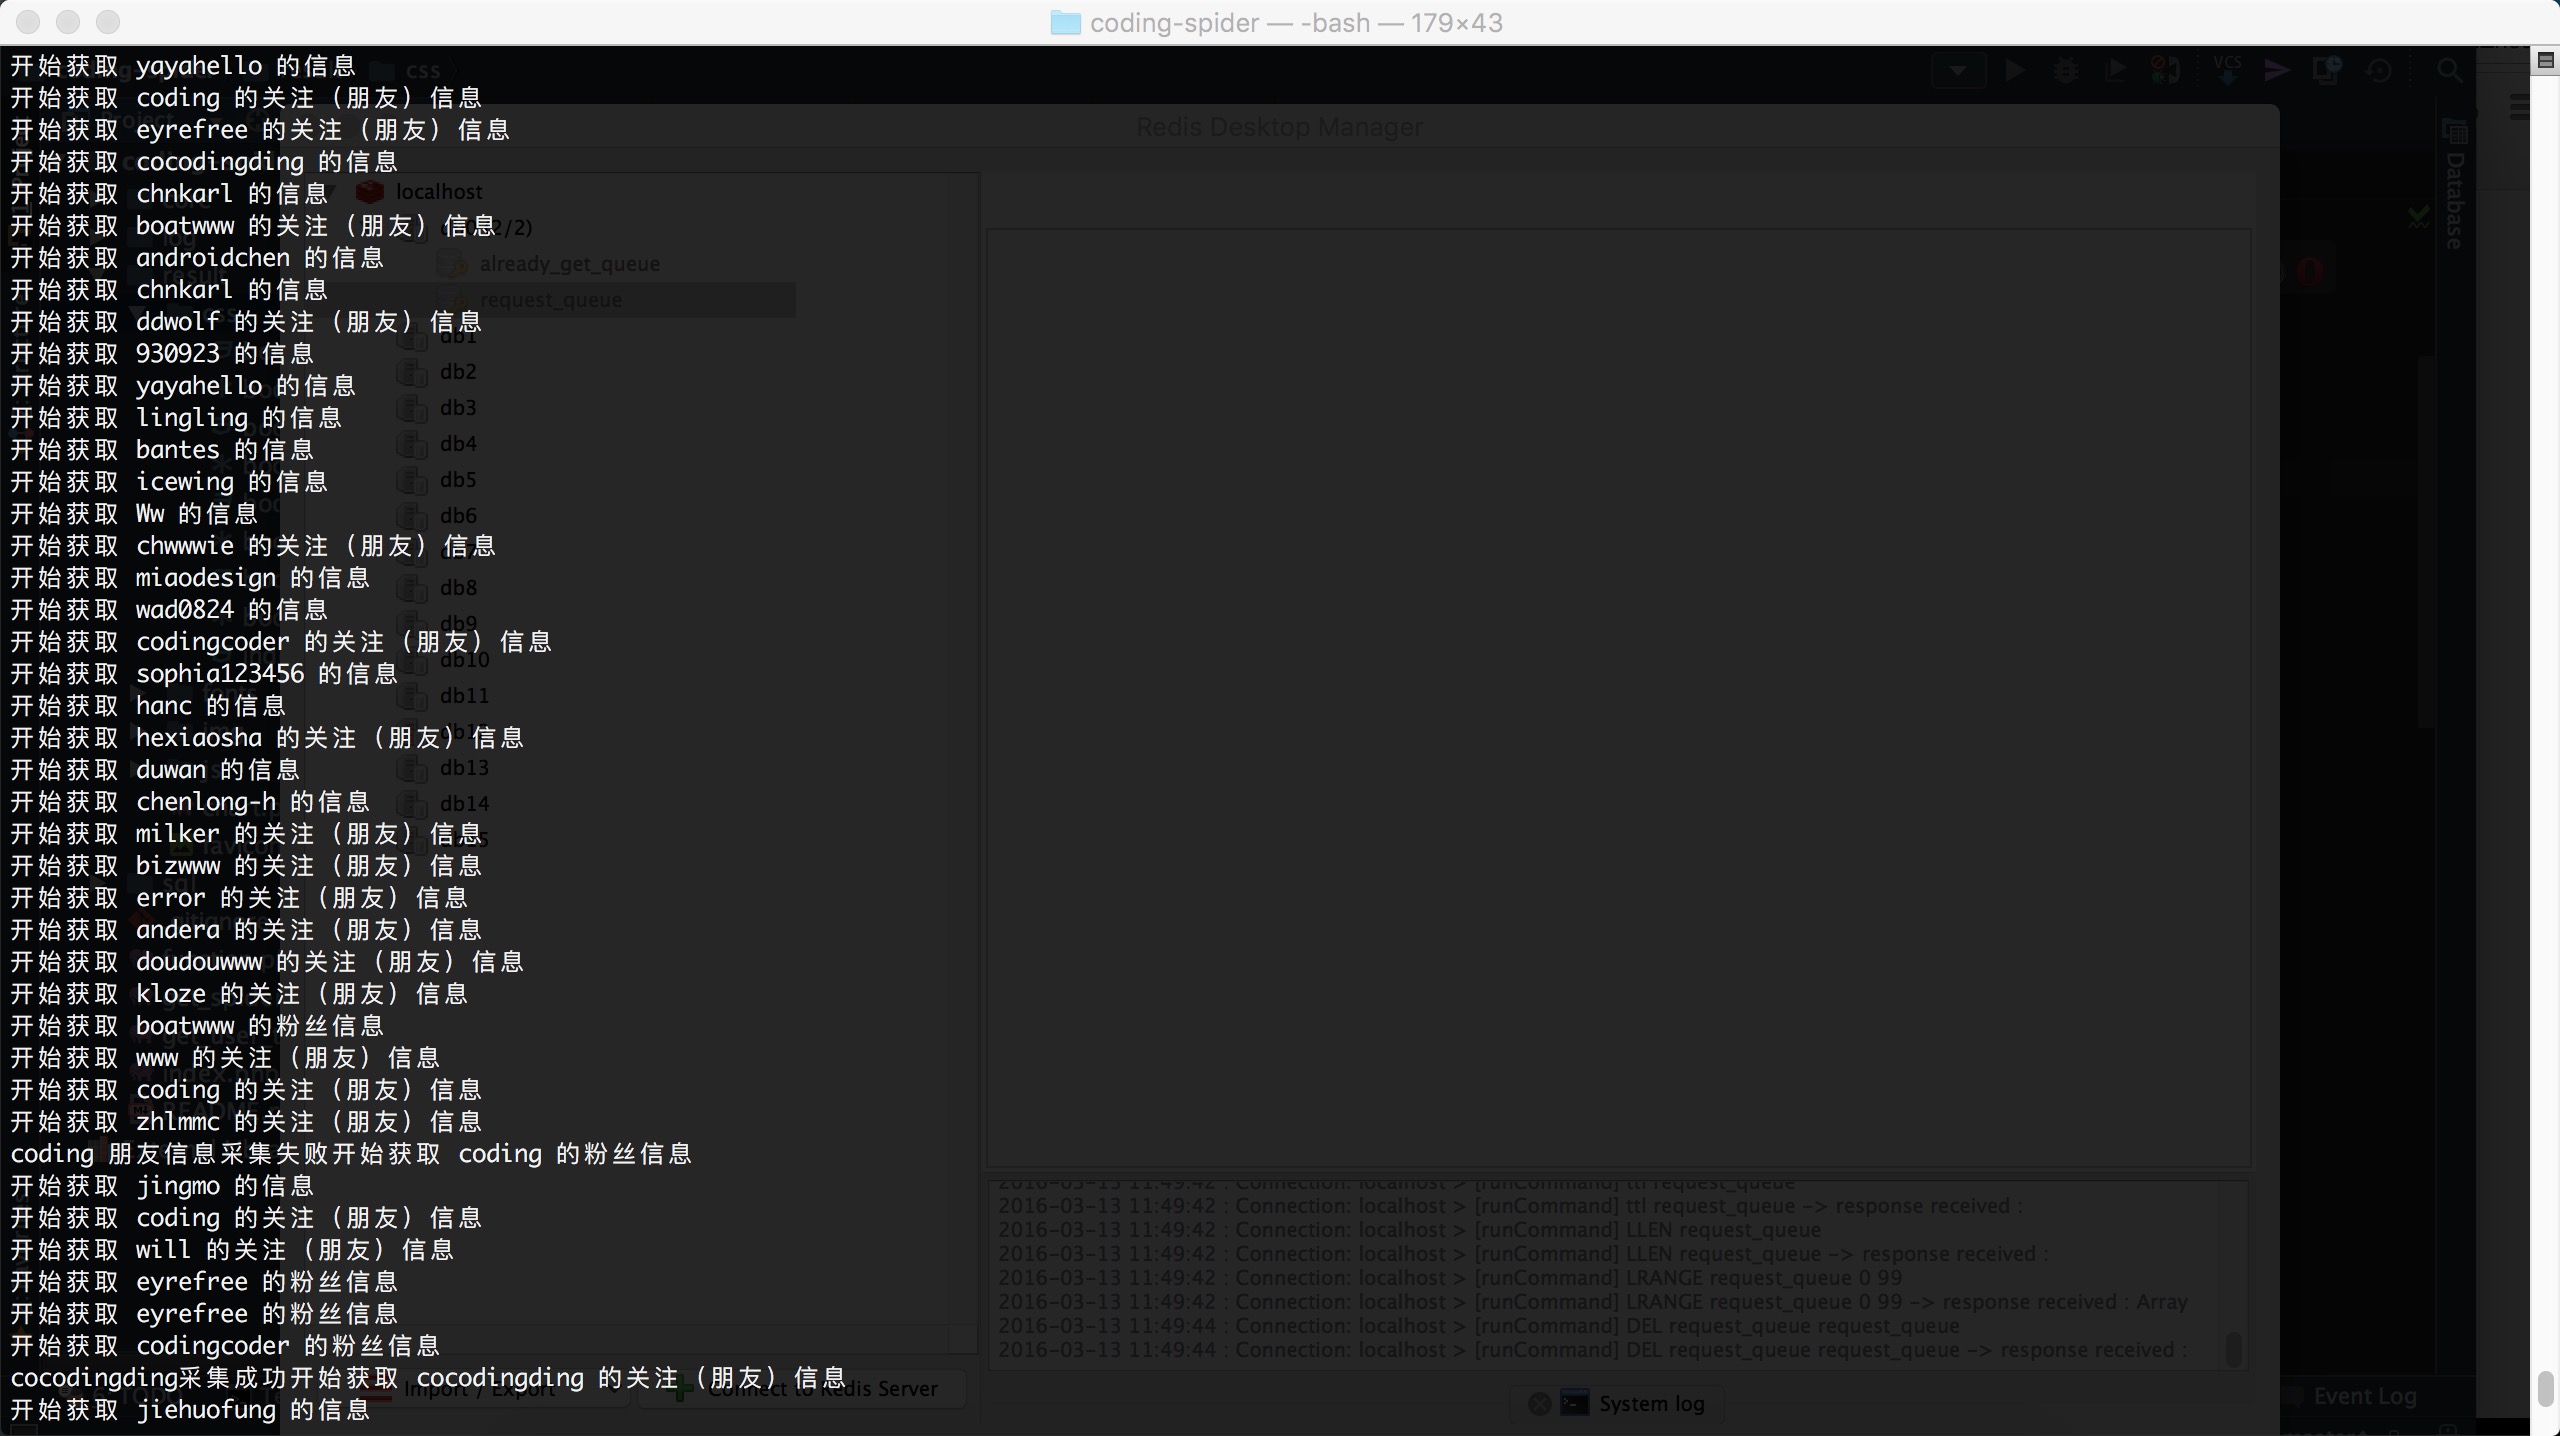 coding-spider — -bash — 179×43
开始获取 yayahello 的信息
开始获取 coding 的关注（朋友）信息
开始获取 eyrefree 的关注（朋友）信息
开始获取 cocodingding 的信息
开始获取 chnkarl 的信息
开始获取 boatwww 的关注（朋友）信息
开始获取 androidchen 的信息
开始获取 chnkarl 的信息
开始获取 ddwolf 的关注（朋友）信息
开始获取 930923 的信息
开始获取 yayahello 的信息
开始获取 lingling 的信息
开始获取 bantes 的信息
开始获取 icewing 的信息
开始获取 Ww 的信息
开始获取 chwwwie 的关注（朋友）信息
开始获取 miaodesign 的信息
开始获取 wad0824 的信息
开始获取 codingcoder 的关注（朋友）信息
开始获取 sophia123456 的信息
开始获取 hanc 的信息
开始获取 hexiaosha 的关注（朋友）信息
开始获取 duwan 的信息
开始获取 chenlong-h 的信息
开始获取 milker 的关注（朋友）信息
开始获取 bizwww 的关注（朋友）信息
开始获取 error 的关注（朋友）信息
开始获取 andera 的关注（朋友）信息
开始获取 doudouwww 的关注（朋友）信息
开始获取 kloze 的关注（朋友）信息
开始获取 boatwww 的粉丝信息
开始获取 www 的关注（朋友）信息
开始获取 coding 的关注（朋友）信息
开始获取 zhlmmc 的关注（朋友）信息
coding 朋友信息采集失败开始获取 coding 的粉丝信息
开始获取 jingmo 的信息
开始获取 coding 的关注（朋友）信息
开始获取 will 的关注（朋友）信息
开始获取 eyrefree 的粉丝信息
开始获取 eyrefree 的粉丝信息
开始获取 codingcoder 的粉丝信息
cocodingding采集成功开始获取 cocodingding 的关注（朋友）信息
开始获取 jiehuofung 的信息
css
VCS
Project
Redis Desktop Manager
Database
localhost
already_get_queue
request_queue
db1
db2
db3
db4
db5
db6
db7
db8
db9
db10
db11
db13
db14
2016-03-13 11:49:42 : Connection: localhost > [runCommand] ttl request_queue
2016-03-13 11:49:42 : Connection: localhost > [runCommand] ttl request_queue -> response received :
2016-03-13 11:49:42 : Connection: localhost > [runCommand] LLEN request_queue
2016-03-13 11:49:42 : Connection: localhost > [runCommand] LLEN request_queue -> response received :
2016-03-13 11:49:42 : Connection: localhost > [runCommand] LRANGE request_queue 0 99
2016-03-13 11:49:42 : Connection: localhost > [runCommand] LRANGE request_queue 0 99 -> response received : Array
2016-03-13 11:49:44 : Connection: localhost > [runCommand] DEL request_queue request_queue
2016-03-13 11:49:44 : Connection: localhost > [runCommand] DEL request_queue request_queue -> response received :
Import / Export
Connect to Redis Server
System log
Event Log